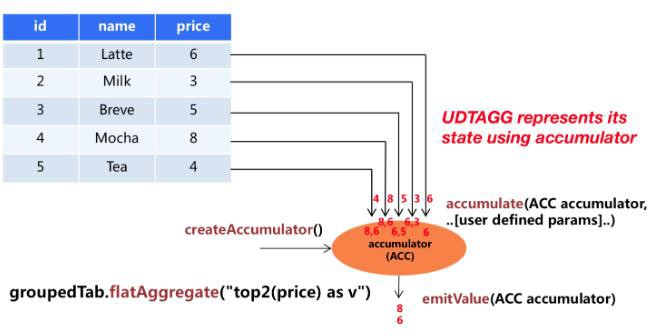 id name price
1 Latte 6
2 Milk 3
3 Breve 5
4 Mocha 8
5 Tea 4
UDTAGG represents its
state using accumulator
4 8 5 3 6
8,6 8,6 6,5 6,3 6
accumulate(ACC accumulator,
..[user defined params]..)
createAccumulator()
accumulator
(ACC)
groupedTab.flatAggregate("top2(price) as v")
8
6
emitValue(ACC accumulator)